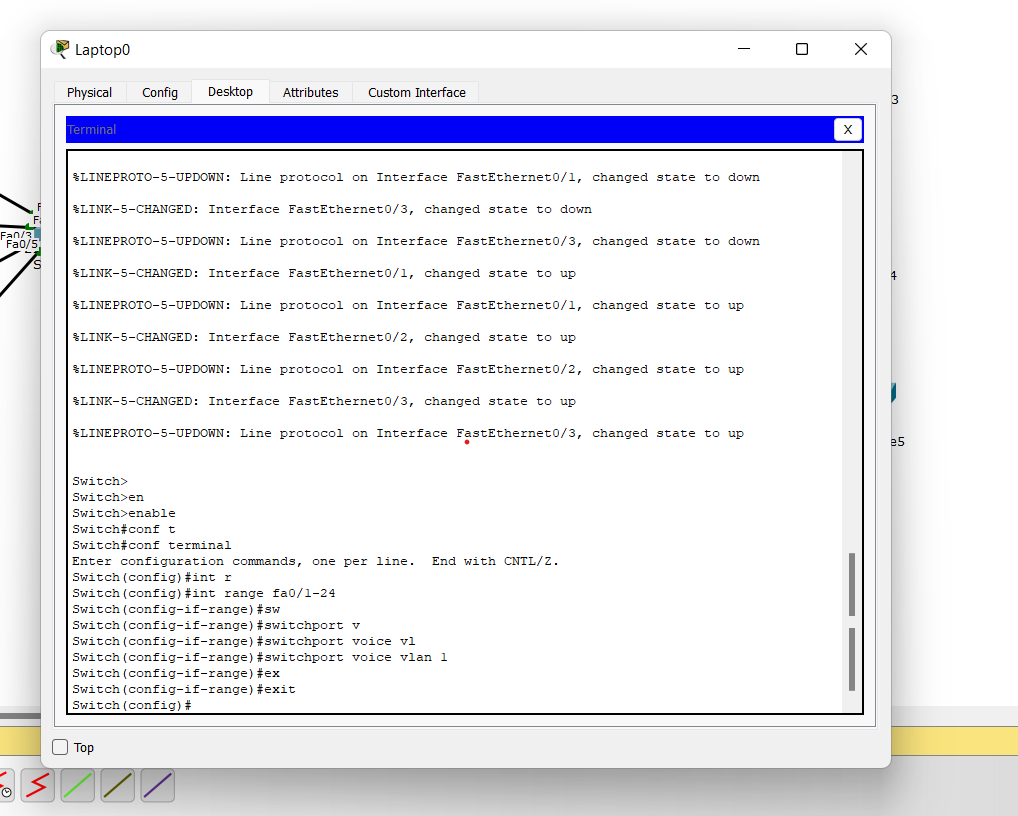 Laptop0
Physical Config Desktop Attributes Custom Interface
Terminal X
%LINEPROTO-5-UPDOWN: Line protocol on Interface FastEthernet0/1, changed state to down
%LINK-5-CHANGED: Interface FastEthernet0/3, changed state to down
%LINEPROTO-5-UPDOWN: Line protocol on Interface FastEthernet0/3, changed state to down
%LINK-5-CHANGED: Interface FastEthernet0/1, changed state to up
%LINEPROTO-5-UPDOWN: Line protocol on Interface FastEthernet0/1, changed state to up
%LINK-5-CHANGED: Interface FastEthernet0/2, changed state to up
%LINEPROTO-5-UPDOWN: Line protocol on Interface FastEthernet0/2, changed state to up
%LINK-5-CHANGED: Interface FastEthernet0/3, changed state to up
%LINEPROTO-5-UPDOWN: Line protocol on Interface FastEthernet0/3, changed state to up
Switch>
Switch>en
Switch>enable
Switch#conf t
Switch#conf terminal
Enter configuration commands, one per line.  End with CNTL/Z.
Switch(config)#int r
Switch(config)#int range fa0/1-24
Switch(config-if-range)#sw
Switch(config-if-range)#switchport v
Switch(config-if-range)#switchport voice vl
Switch(config-if-range)#switchport voice vlan 1
Switch(config-if-range)#ex
Switch(config-if-range)#exit
Switch(config)#
Top
Fa0/3
Fa0/5
3
4
e5